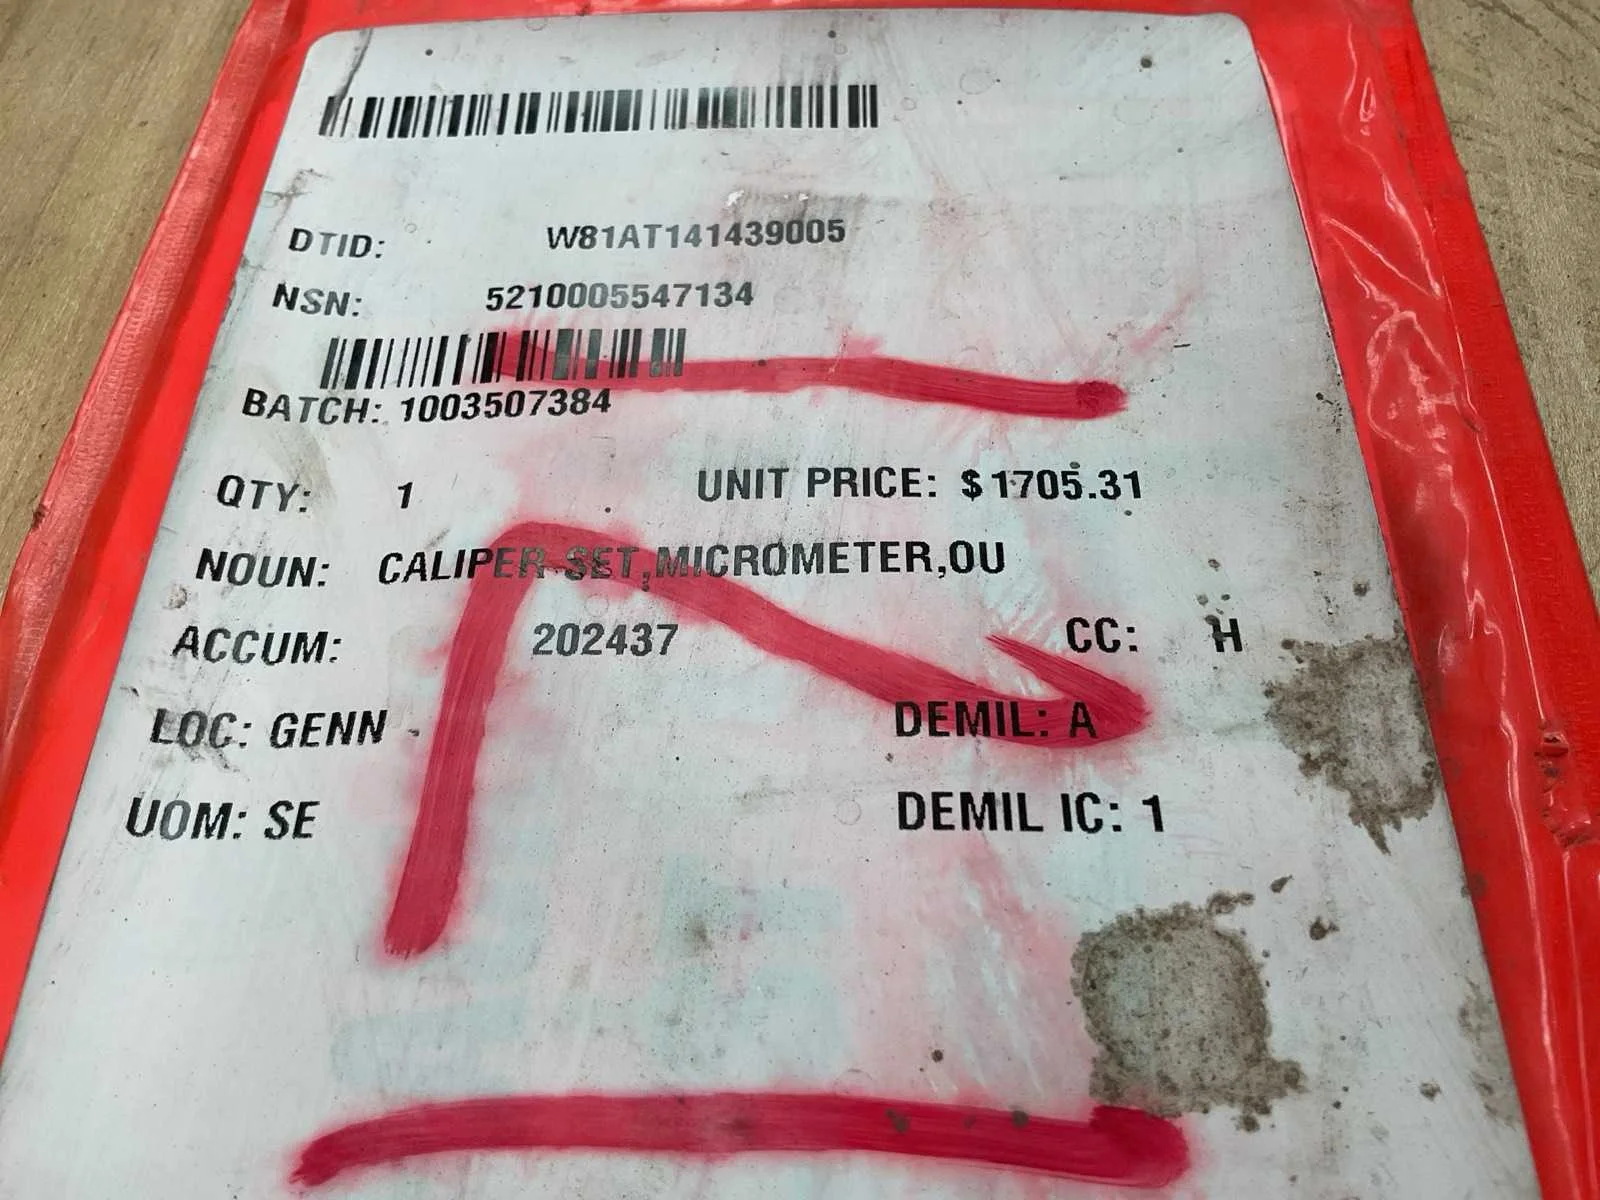 DTID: W81AT141439005
NSN: 5210005547134
BATCH: 1003507384
QTY: 1 UNIT PRICE: $1705.31
NOUN: CALIPER SET,MICROMETER,OU
ACCUM: 202437 CC: H
LOC: GENN DEMIL: A
UOM: SE DEMIL IC: 1